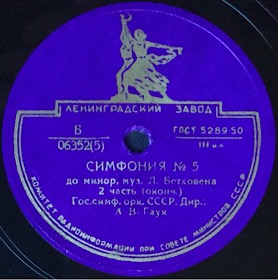 ЛЕНИНГРАДСКИЙ ЗАВОД
Б
06352(5)
ГОСТ 5289-50
III кл
СИМФОНИЯ № 5
до минор, муз. Л. Бетховена
2 часть (оконч.)
Гос.симф. орк. СССР. Дир.:
А В. Гаук
КОМИТЕТ РАДИОИНФОРМАЦИИ ПРИ СОВЕТЕ МИНИСТРОВ СССР